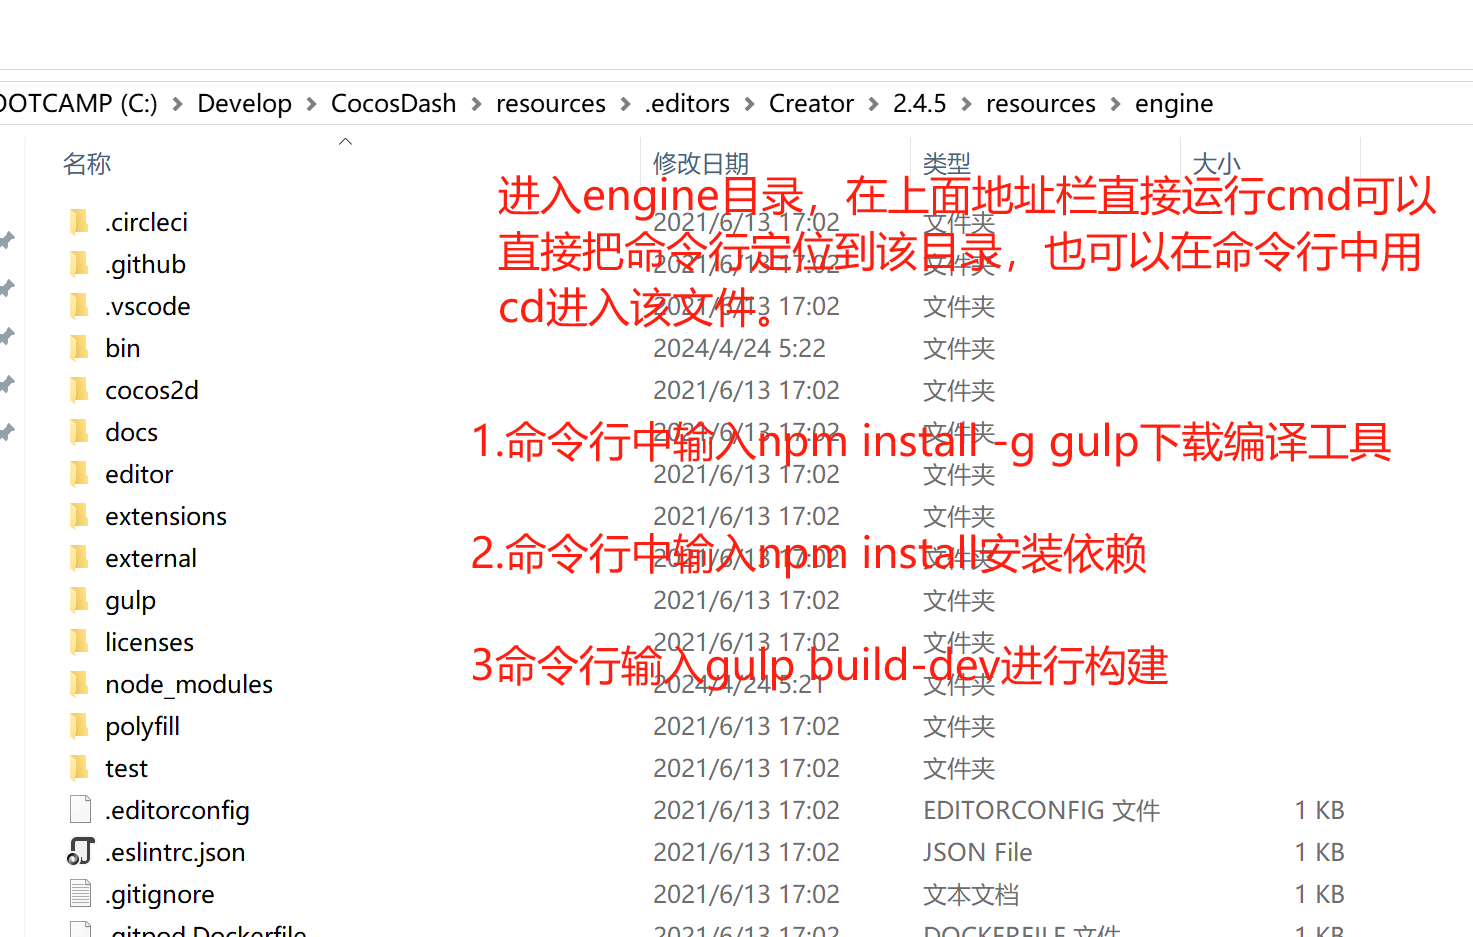 OOTCAMP (C:) > Develop > CocosDash > resources > .editors > Creator > 2.4.5 > resources > engine
名称 修改日期 类型 大小
进入engine目录，在上面地址栏直接运行cmd可以
直接把命令行定位到该目录，也可以在命令行中用
cd进入该文件。
1.命令行中输入npm install -g gulp下载编译工具
2.命令行中输入npm install安装依赖
3命令行输入gulp build-dev进行构建
.circleci 2021/6/13 17:02 文件夹
.github 2021/6/13 17:02 文件夹
.vscode 2021/6/13 17:02 文件夹
bin 2024/4/24 5:22 文件夹
cocos2d 2021/6/13 17:02 文件夹
docs 2021/6/13 17:02 文件夹
editor 2021/6/13 17:02 文件夹
extensions 2021/6/13 17:02 文件夹
external 2021/6/13 17:02 文件夹
gulp 2021/6/13 17:02 文件夹
licenses 2021/6/13 17:02 文件夹
node_modules 2024/4/24 5:21 文件夹
polyfill 2021/6/13 17:02 文件夹
test 2021/6/13 17:02 文件夹
.editorconfig 2021/6/13 17:02 EDITORCONFIG 文件 1 KB
.eslintrc.json 2021/6/13 17:02 JSON File 1 KB
.gitignore 2021/6/13 17:02 文本文档 1 KB
.gitpod.Dockerfile 2021/6/13 17:02 DOCKERFILE 文件 1 KB